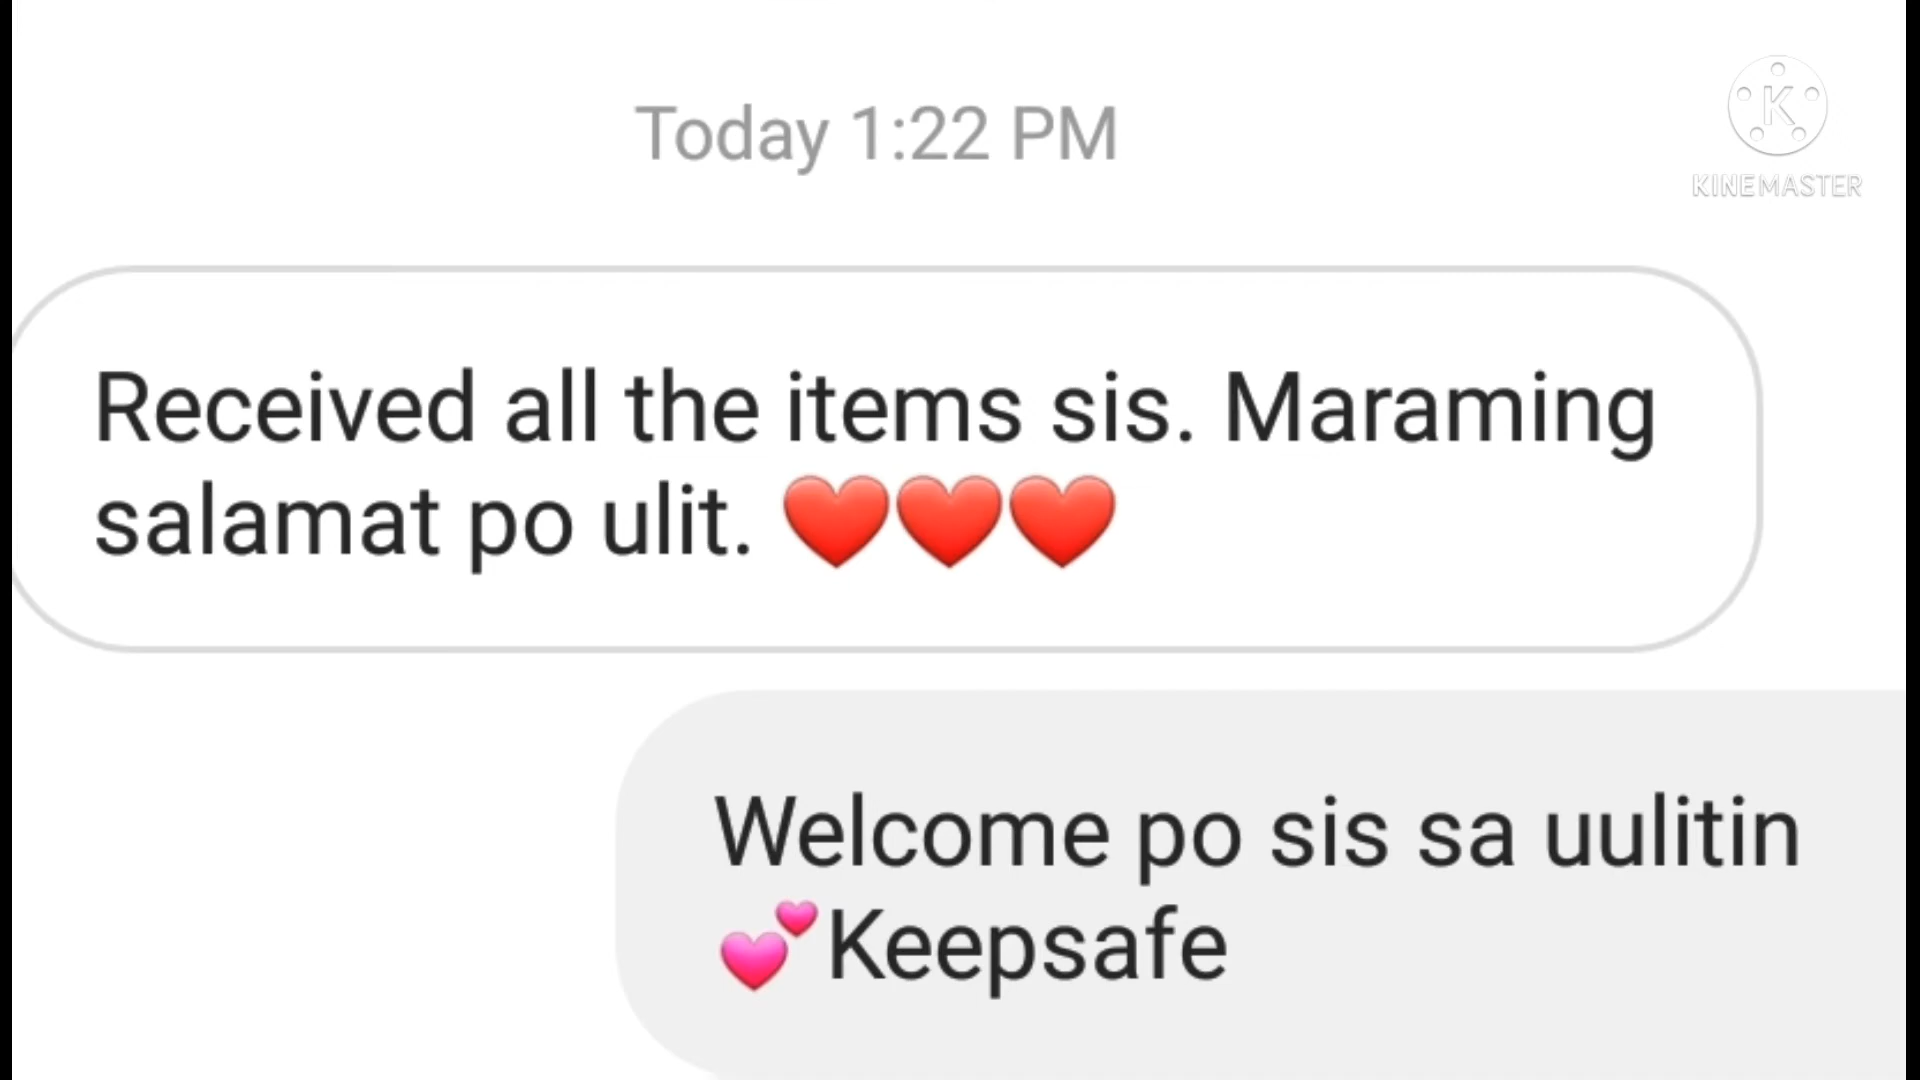 Today 1:22 PM
KINEMASTER
Received all the items sis. Maraming
salamat po ulit. ❤️❤️❤️
Welcome po sis sa uulitin
💕Keepsafe